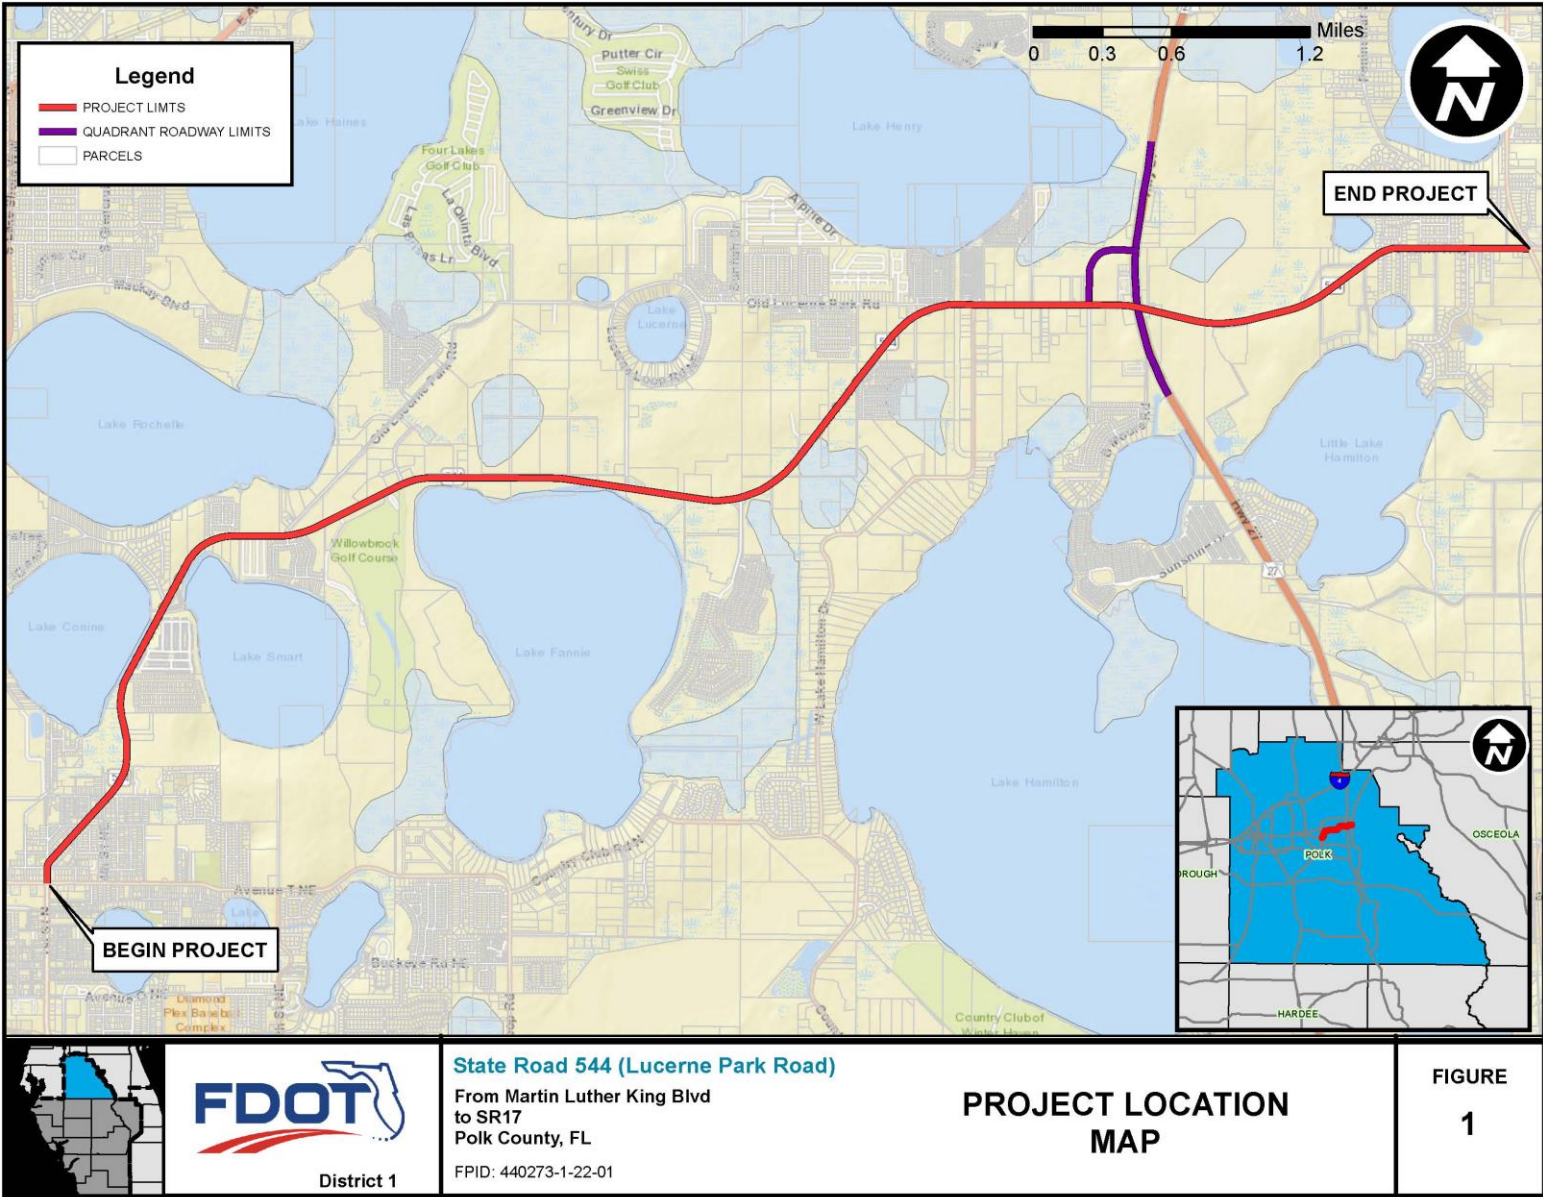 Legend
PROJECT LIMTS
QUADRANT ROADWAY LIMITS
PARCELS
Miles
0 0.3 0.6 1.2
N
Putter Cir
Swiss
Golf Club
Greenview Dr
Lake Haines
Lake Henry
Four Lakes
Golf Club
La Quinta Blvd
Alpine Dr
END PROJECT
Mackay Blvd
Old Lucerne Park Rd
Lake
Lucerne
Lucerne Loop Rd NE
Lake Rochelle
Old Lucerne Park Rd
Little Lake
Hamilton
Hwy 27
27
Sunshine Dr
Willowbrook
Golf Course
Lake Conine
Lake Smart
Lake Fannie
N Lake Hamilton Dr
Lake Hamilton
Country Club Rd N
Avenue T NE
Lake
BEGIN PROJECT
Buckeye Rd NE
Avenue O NE
Diamond
Plex Baseball
Complex
Country Club of
Winter Haven
N
4
POLK
OSCEOLA
OROUGH
HARDEE
FDOT
District 1
State Road 544 (Lucerne Park Road)
From Martin Luther King Blvd
to SR17
Polk County, FL
FPID: 440273-1-22-01
PROJECT LOCATION
MAP
FIGURE
1